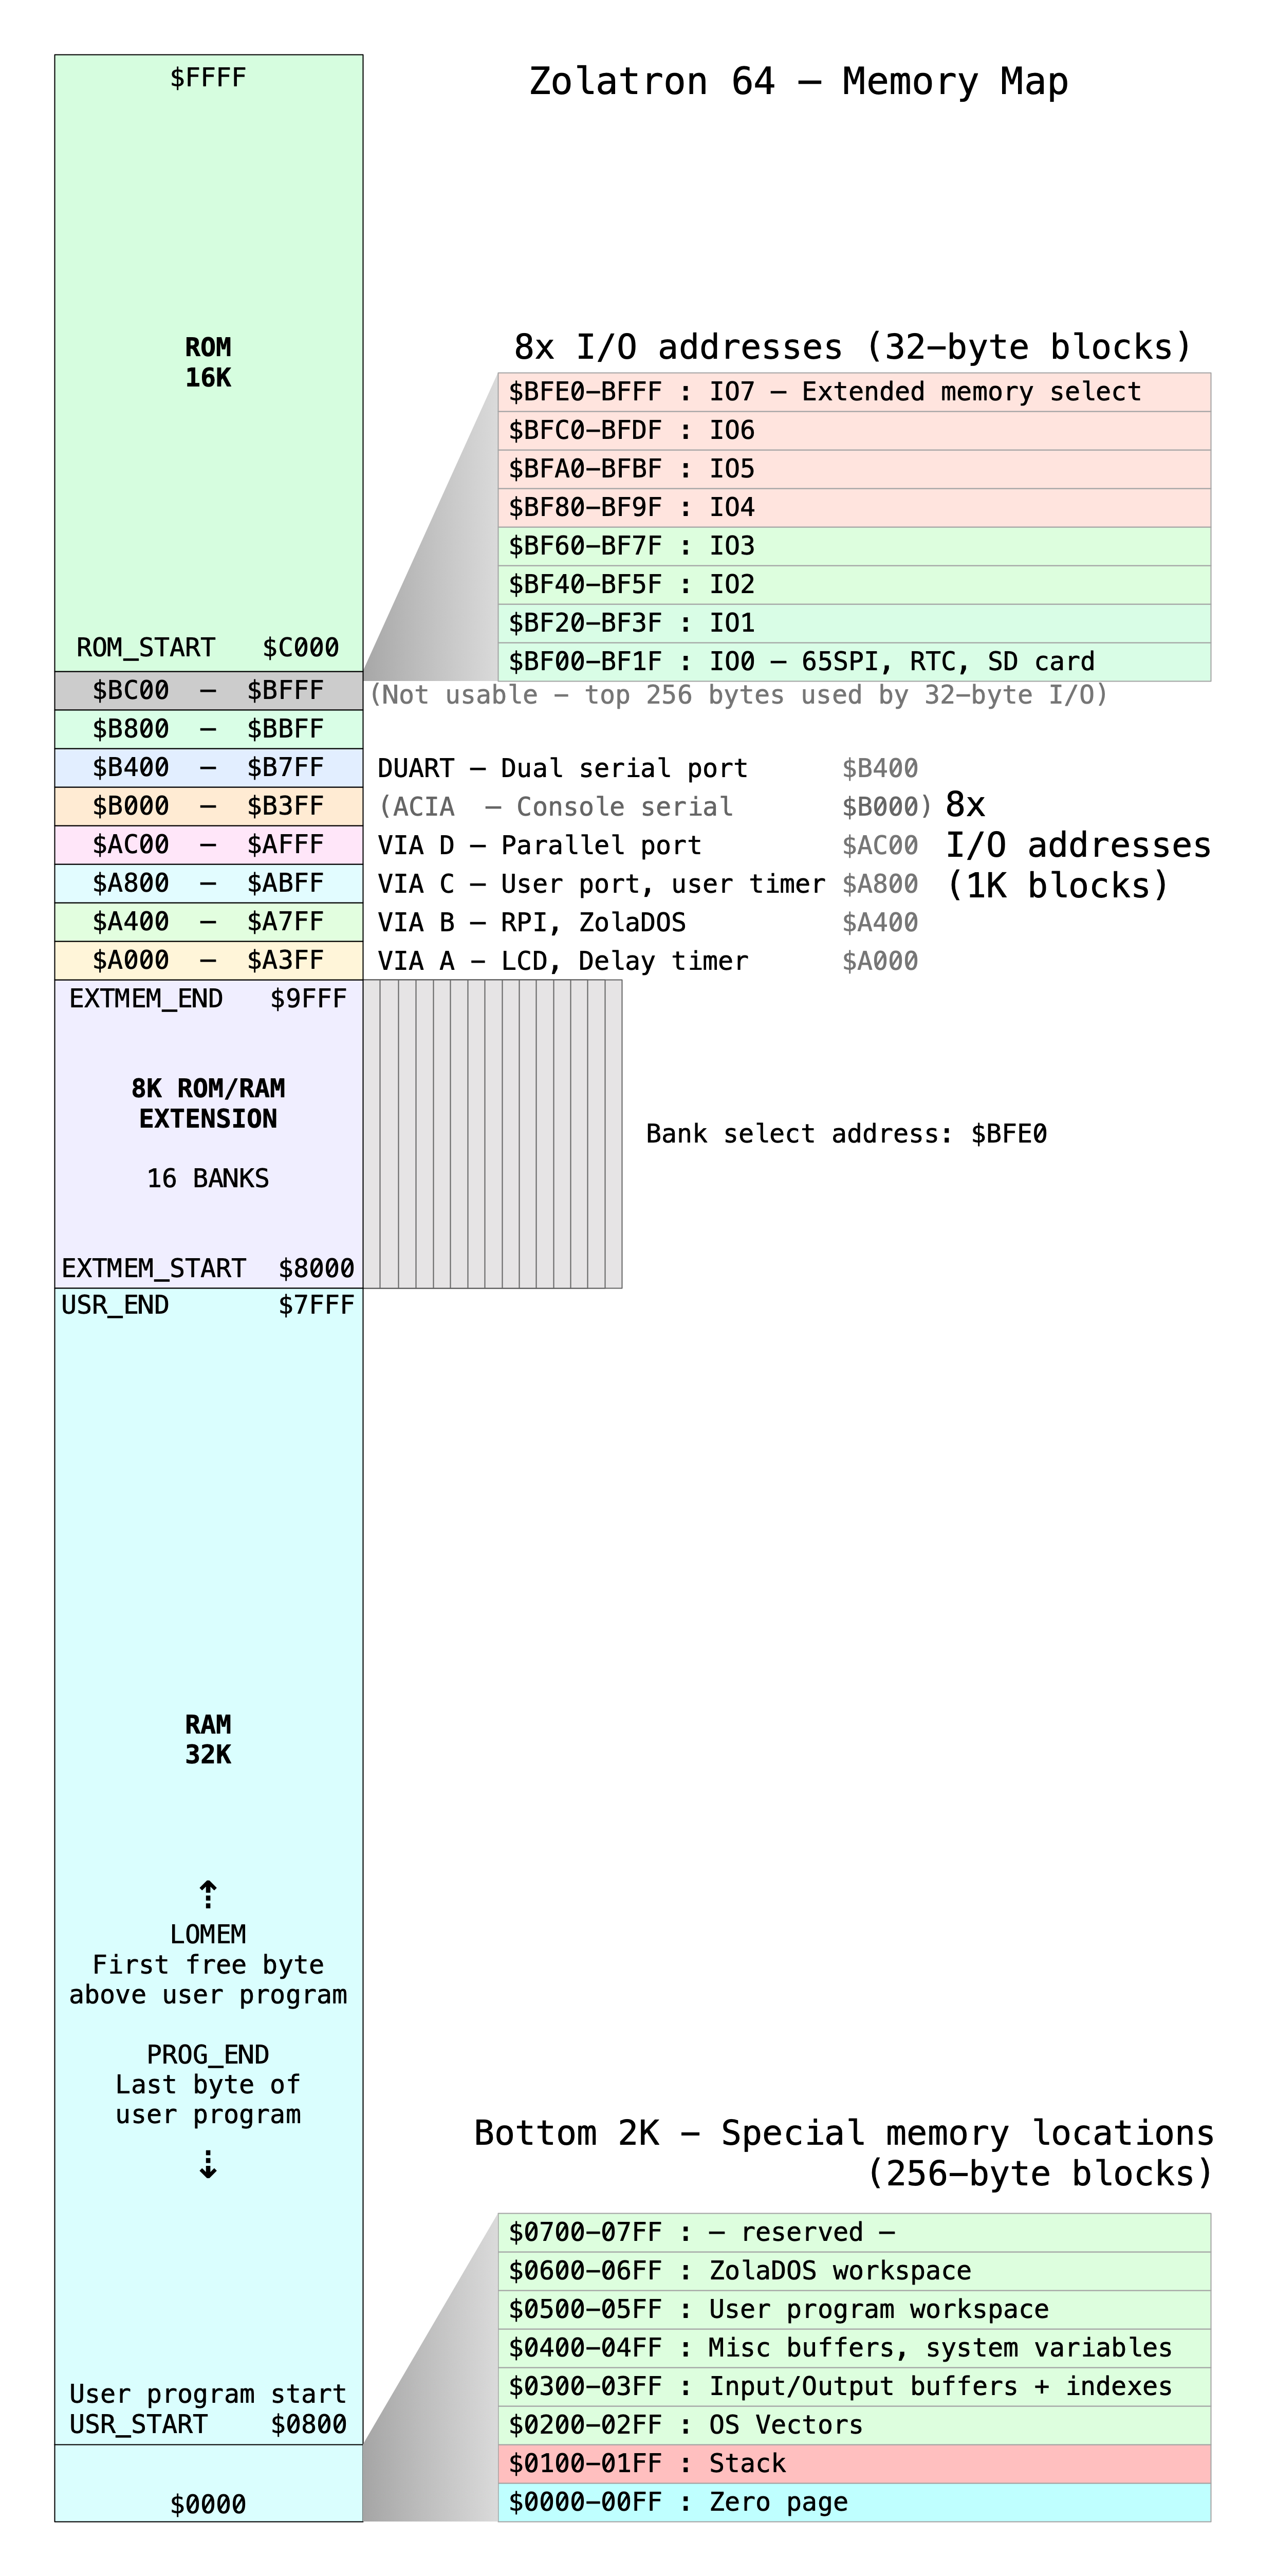 $FFFF
Zolatron 64 – Memory Map
ROM
16K
8x I/O addresses (32–byte blocks)
$BFE0–BFFF : IO7 – Extended memory select
$BFC0–BFDF : IO6
$BFA0–BFBF : IO5
$BF80–BF9F : IO4
$BF60–BF7F : IO3
$BF40–BF5F : IO2
$BF20–BF3F : IO1
$BF00–BF1F : IO0 – 65SPI, RTC, SD card
ROM_START $C000
$BC00 – $BFFF (Not usable – top 256 bytes used by 32–byte I/O)
$B800 – $BBFF
$B400 – $B7FF DUART – Dual serial port $B400
$B000 – $B3FF (ACIA – Console serial $B000)
$AC00 – $AFFF VIA D – Parallel port $AC00
$A800 – $ABFF VIA C – User port, user timer $A800
$A400 – $A7FF VIA B – RPI, ZolaDOS $A400
$A000 – $A3FF VIA A – LCD, Delay timer $A000
8x
I/O addresses
(1K blocks)
EXTMEM_END $9FFF
8K ROM/RAM
EXTENSION
16 BANKS
Bank select address: $BFE0
EXTMEM_START $8000
USR_END $7FFF
RAM
32K
LOMEM
First free byte
above user program
PROG_END
Last byte of
user program
Bottom 2K – Special memory locations
(256–byte blocks)
$0700–07FF : – reserved –
$0600–06FF : ZolaDOS workspace
$0500–05FF : User program workspace
$0400–04FF : Misc buffers, system variables
$0300–03FF : Input/Output buffers + indexes
$0200–02FF : OS Vectors
$0100–01FF : Stack
$0000–00FF : Zero page
User program start
USR_START $0800
$0000